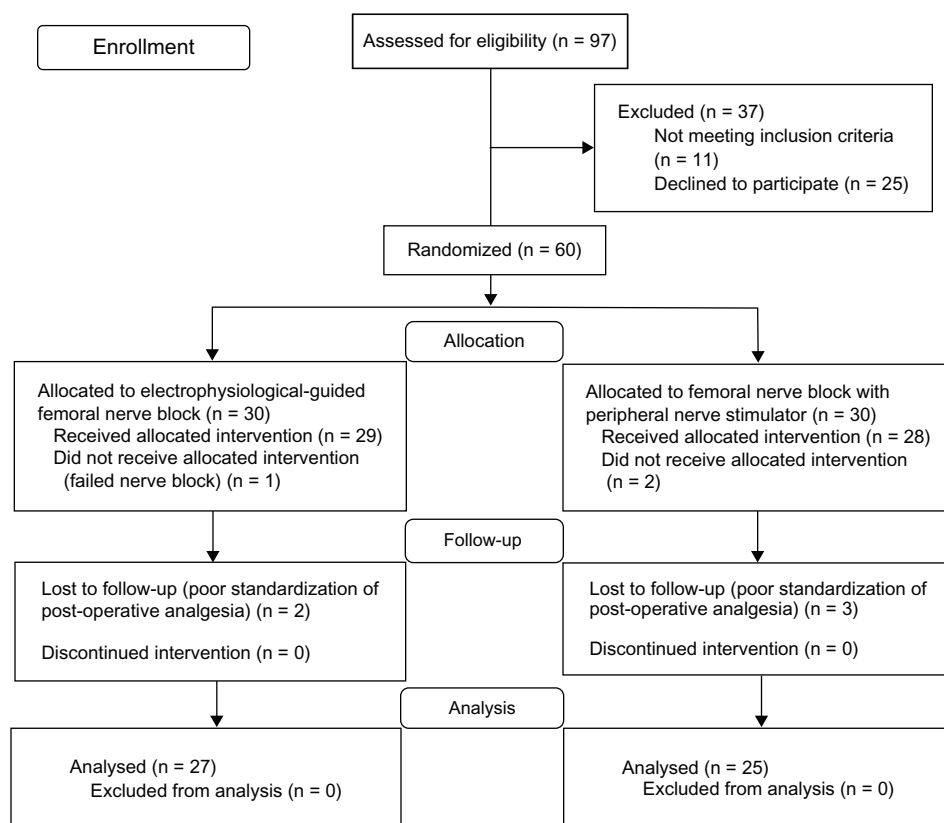 Enrollment
Assessed for eligibility (n = 97)
Excluded (n = 37)
Not meeting inclusion criteria
(n = 11)
Declined to participate (n = 25)
Randomized (n = 60)
Allocation
Allocated to electrophysiological-guided
femoral nerve block (n = 30)
Received allocated intervention (n = 29)
Did not receive allocated intervention
(failed nerve block) (n = 1)
Allocated to femoral nerve block with
peripheral nerve stimulator (n = 30)
Received allocated intervention (n = 28)
Did not receive allocated intervention
(n = 2)
Follow-up
Lost to follow-up (poor standardization of
post-operative analgesia) (n = 2)
Discontinued intervention (n = 0)
Lost to follow-up (poor standardization of
post-operative analgesia) (n = 3)
Discontinued intervention (n = 0)
Analysis
Analysed (n = 27)
Excluded from analysis (n = 0)
Analysed (n = 25)
Excluded from analysis (n = 0)